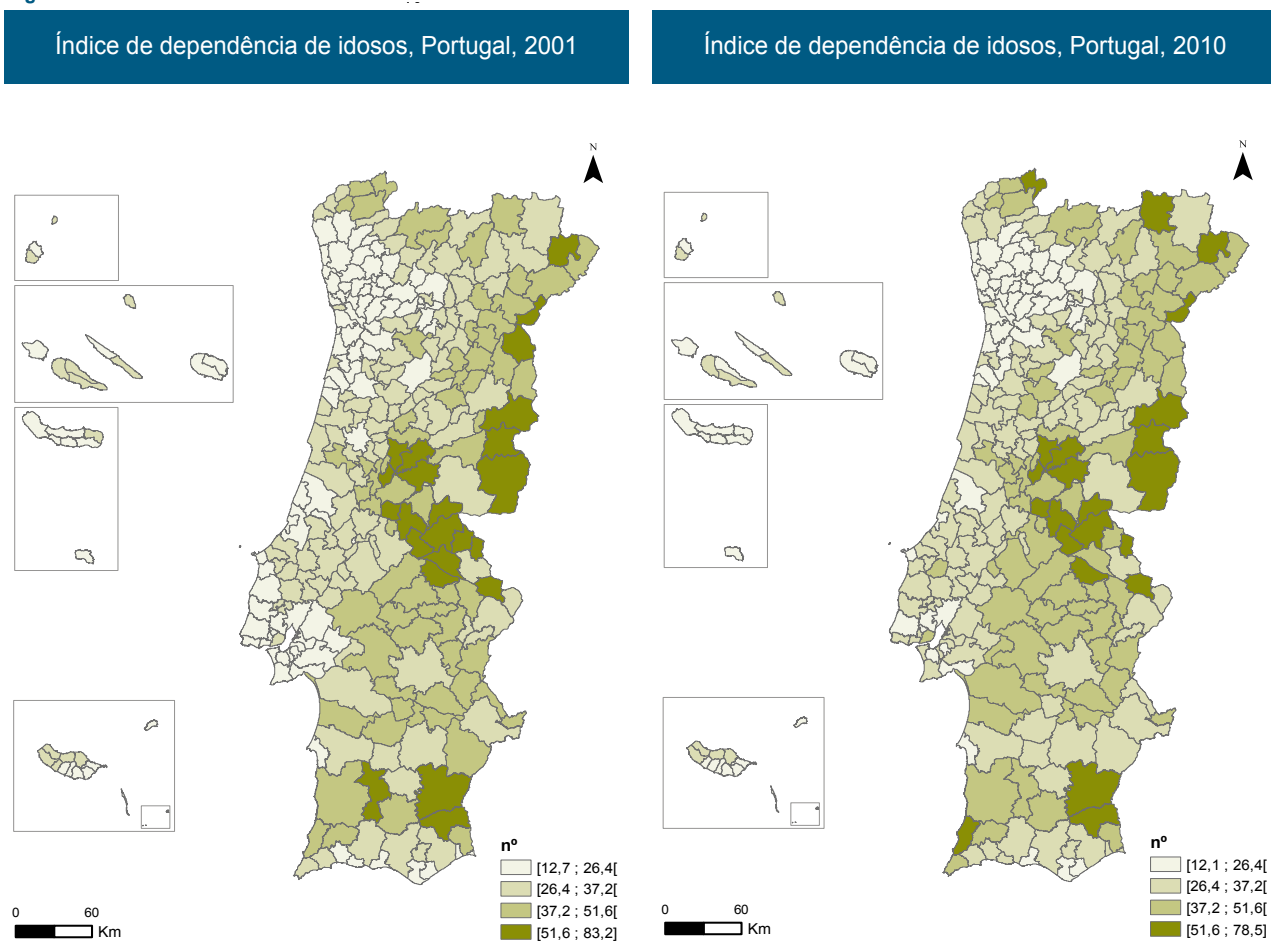 Índice de dependência de idosos, Portugal, 2001
N
nº
[12,7 ; 26,4[
[26,4 ; 37,2[
[37,2 ; 51,6[
[51,6 ; 83,2]
0 60
Km
Índice de dependência de idosos, Portugal, 2010
N
nº
[12,1 ; 26,4[
[26,4 ; 37,2[
[37,2 ; 51,6[
[51,6 ; 78,5]
0 60
Km